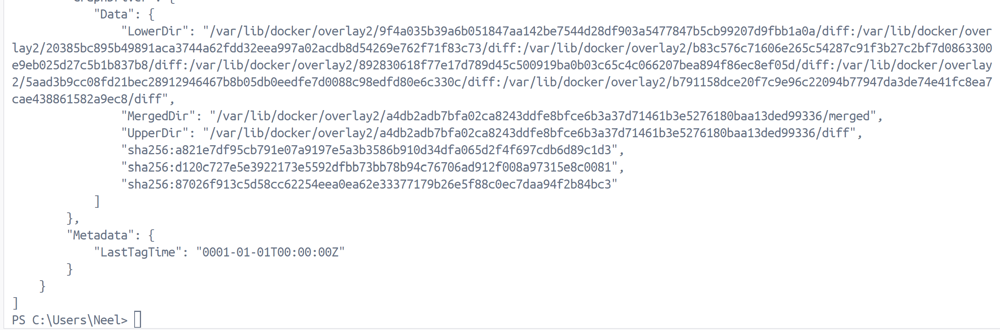 "Data": {
"LowerDir": "/var/lib/docker/overlay2/9f4a035b39a6b051847aa142be7544d28df903a5477847b5cb99207d9fbb1a0a/diff:/var/lib/docker/over
lay2/20385bc895b49891aca3744a62fdd32eea997a02acdb8d54269e762f71f83c73/diff:/var/lib/docker/overlay2/b83c576c71606e265c54287c91f3b27c2bf7d0863300
e9eb025d27c5b1b837b8/diff:/var/lib/docker/overlay2/892830618f77e17d789d45c500919ba0b03c65c4c066207bea894f86ec8ef05d/diff:/var/lib/docker/overlay
2/5aad3b9cc08fd21bec28912946467b8b05db0eedfe7d0088c98edfd80e6c330c/diff:/var/lib/docker/overlay2/b791158dce20f7c9e96c22094b77947da3de74e41fc8ea7
cae438861582a9ec8/diff",
"MergedDir": "/var/lib/docker/overlay2/a4db2adb7bfa02ca8243ddfe8bfce6b3a37d71461b3e5276180baa13ded99336/merged",
"UpperDir": "/var/lib/docker/overlay2/a4db2adb7bfa02ca8243ddfe8bfce6b3a37d71461b3e5276180baa13ded99336/diff",
"sha256:a821e7df95cb791e07a9197e5a3b3586b910d34dfa065d2f4f697cdb6d89c1d3",
"sha256:d120c727e5e3922173e5592dfbb73bb78b94c76706ad912f008a97315e8c0081",
"sha256:87026f913c5d58cc62254eea0ea62e33377179b26e5f88c0ec7daa94f2b84bc3"
]
},
"Metadata": {
"LastTagTime": "0001-01-01T00:00:00Z"
}
}
]
PS C:\Users\Neel>